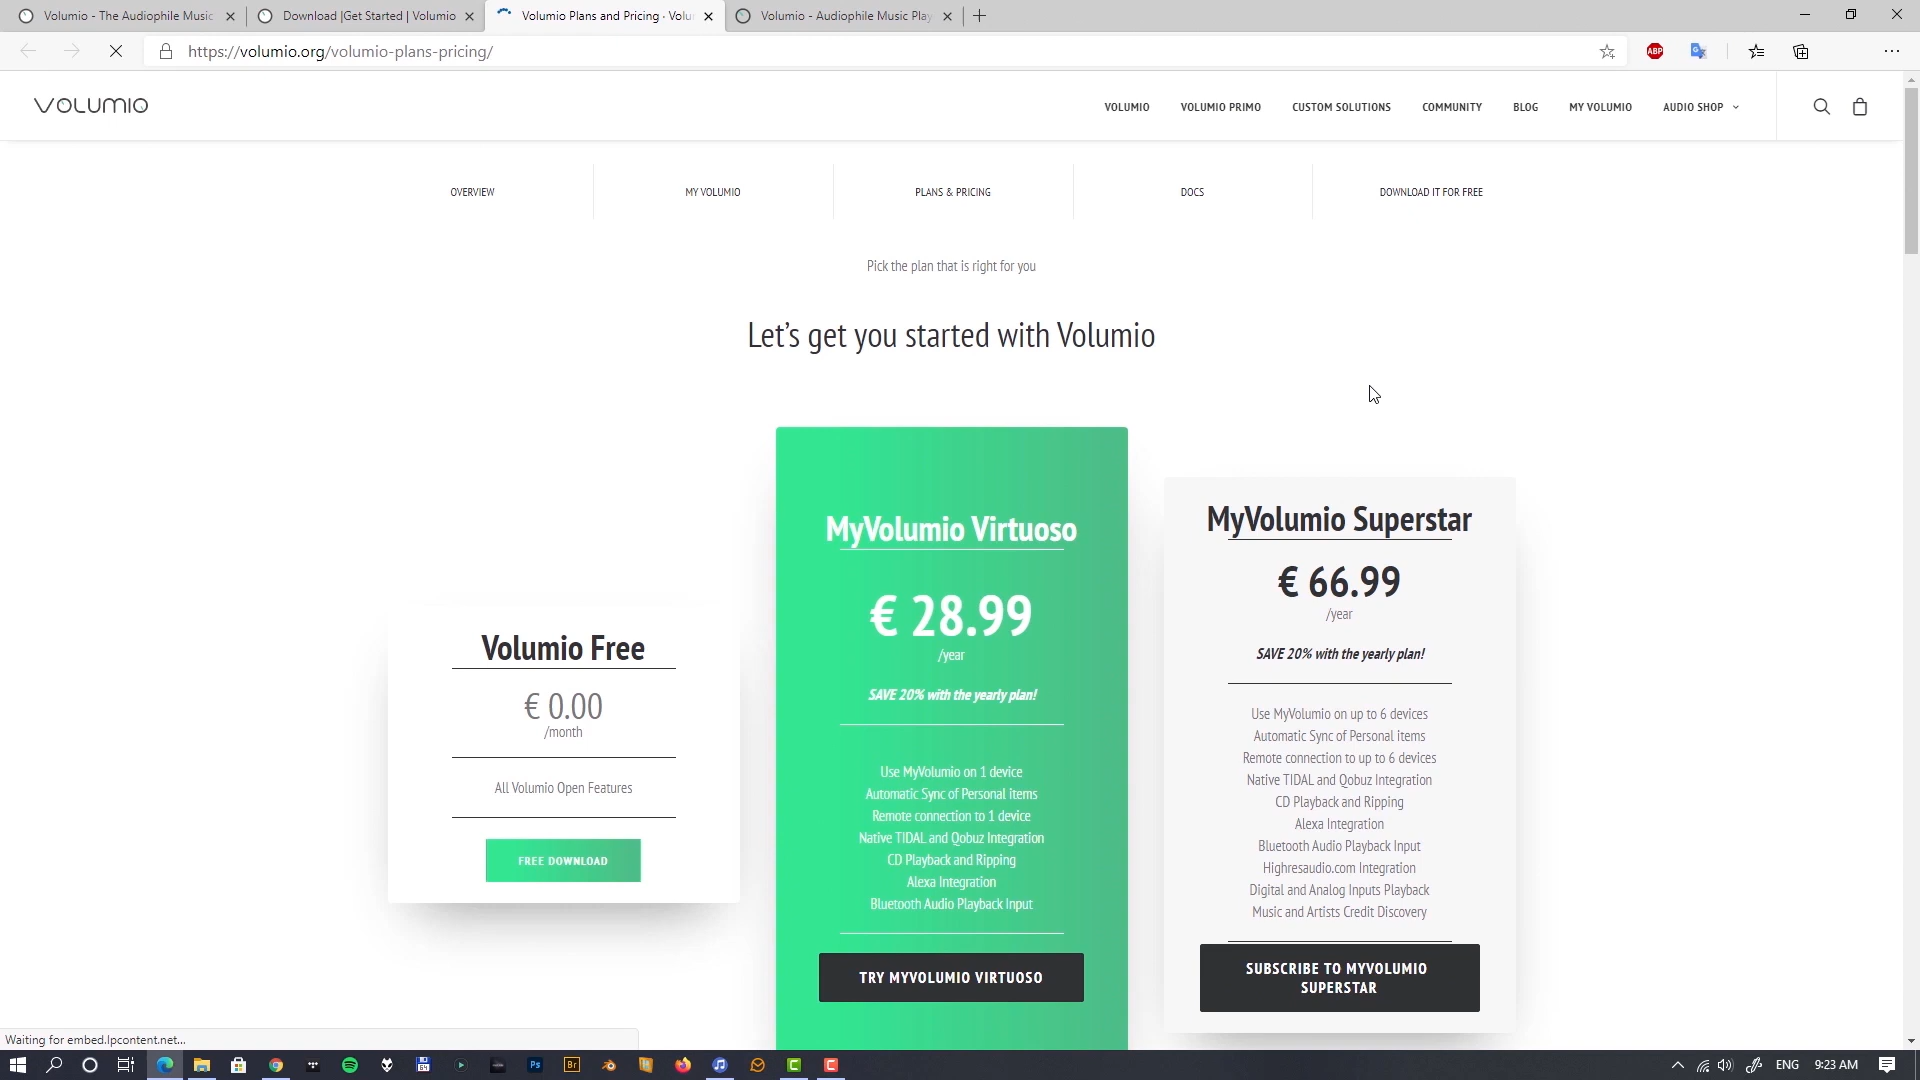 Volumio - The Audiophile Music
Download |Get Started | Volumio
Volumio Plans and Pricing · Volu
Volumio - Audiophile Music Play
https://volumio.org/volumio-plans-pricing/
ABP
VOLUMIO
VOLUMIO
VOLUMIO PRIMO
CUSTOM SOLUTIONS
COMMUNITY
BLOG
MY VOLUMIO
AUDIO SHOP
OVERVIEW
MY VOLUMIO
PLANS & PRICING
DOCS
DOWNLOAD IT FOR FREE
Pick the plan that is right for you
Let's get you started with Volumio
Volumio Free
€ 0.00
/month
All Volumio Open Features
FREE DOWNLOAD
MyVolumio Virtuoso
€ 28.99
/year
SAVE 20% with the yearly plan!
Use MyVolumio on 1 device
Automatic Sync of Personal items
Remote connection to 1 device
Native TIDAL and Qobuz Integration
CD Playback and Ripping
Alexa Integration
Bluetooth Audio Playback Input
TRY MYVOLUMIO VIRTUOSO
MyVolumio Superstar
€ 66.99
/year
SAVE 20% with the yearly plan!
Use MyVolumio on up to 6 devices
Automatic Sync of Personal items
Remote connection to up to 6 devices
Native TIDAL and Qobuz Integration
CD Playback and Ripping
Alexa Integration
Bluetooth Audio Playback Input
Highresaudio.com Integration
Digital and Analog Inputs Playback
Music and Artists Credit Discovery
SUBSCRIBE TO MYVOLUMIO
SUPERSTAR
Waiting for embed.lpcontent.net...
Ps
Br
ENG
9:23 AM